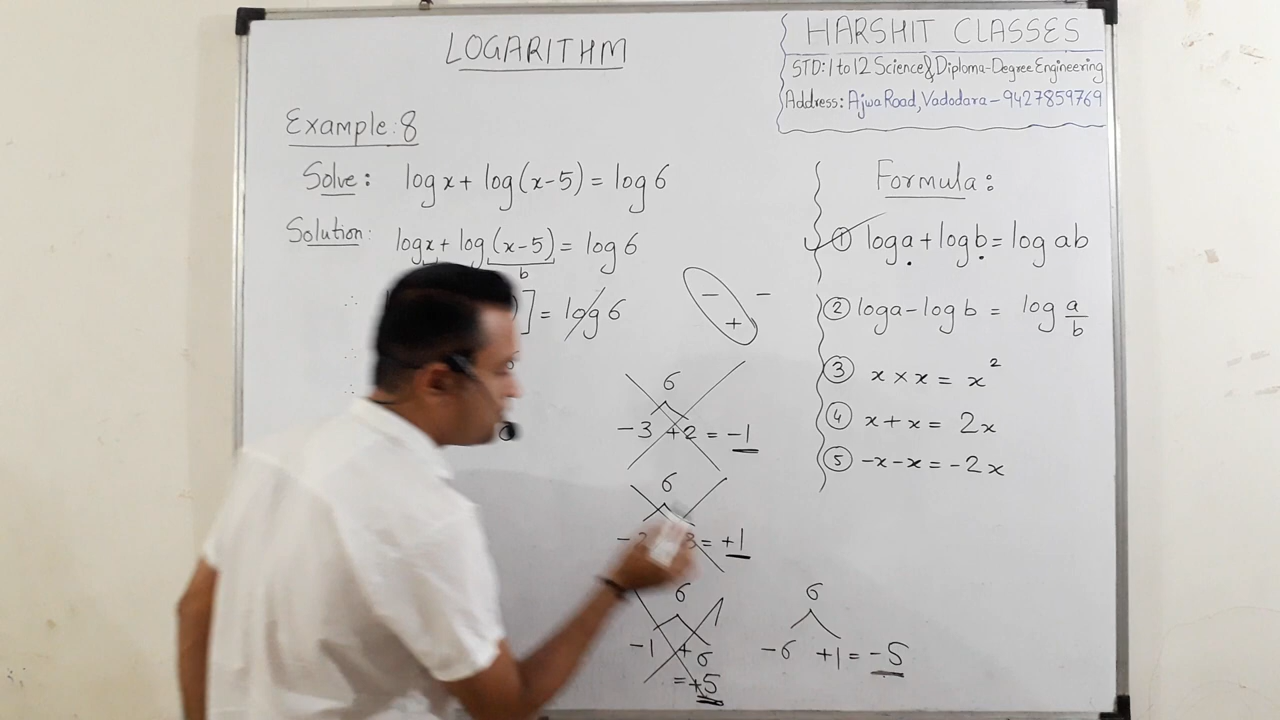 LOGARITHM
HARSHIT CLASSES
STD: 1 to 12 Science & Diploma-Degree Engineering
Address: Ajwa Road, Vadodara - 9427859769
Example: 8
Solve: log x + log(x-5) = log 6
Solution: log x + log (x-5) = log 6
b
∴ ] = log 6
∴
- -
+
6
-3 +2 = -1
6
-2 3 = +1
6
-1 +6
= +5
6
-6 +1 = -5
Formula:
① log a + log b = log ab
② log a - log b = log a/b
③ x × x = x²
④ x + x = 2x
⑤ -x - x = -2x